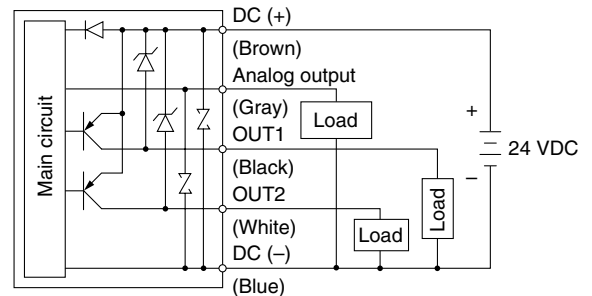 DC (+)
(Brown)
Analog output
(Gray)
Load
OUT1
(Black)
OUT2
(White)
Load
Load
DC (–)
(Blue)
Main circuit
+
24 VDC
–